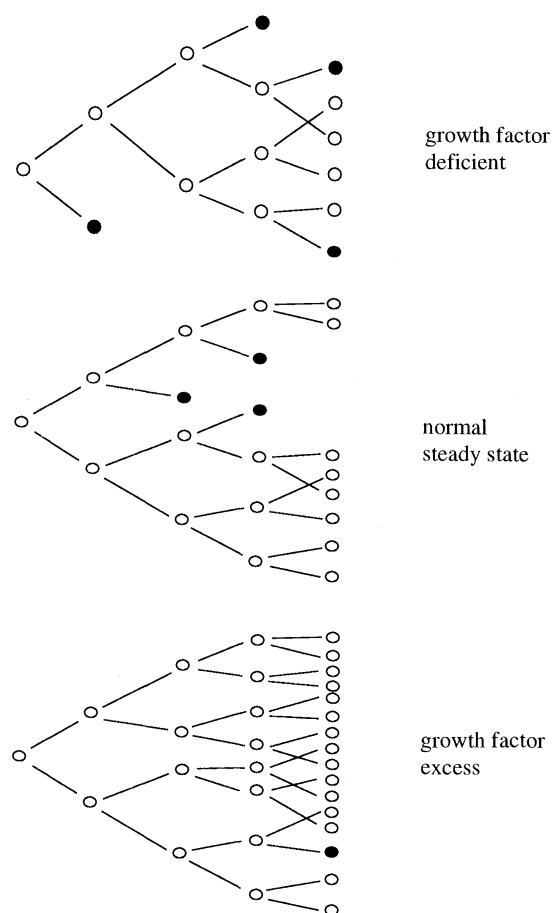 growth factor
deficient
normal
steady state
growth factor
excess